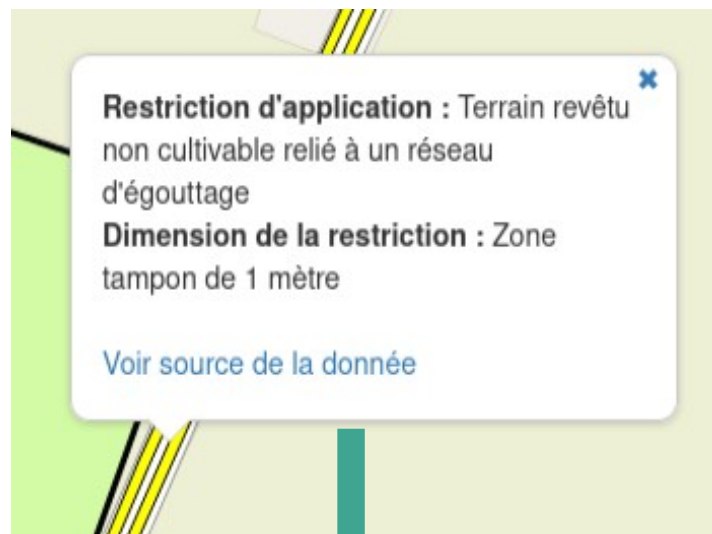 Restriction d'application : Terrain revêtu
non cultivable relié à un réseau
d'égouttage
Dimension de la restriction : Zone
tampon de 1 mètre
Voir source de la donnée